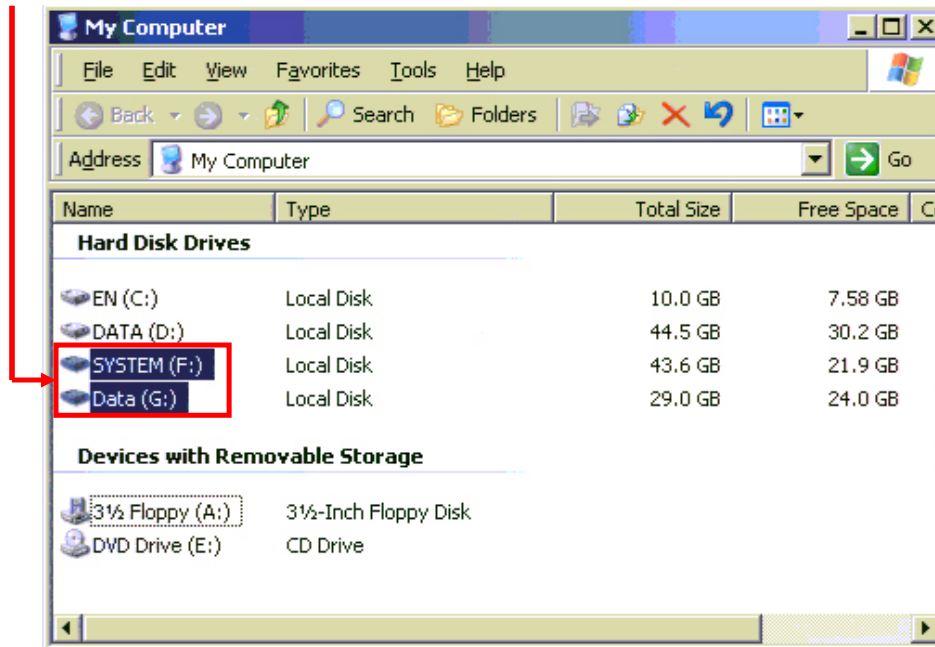 My Computer
File Edit View Favorites Tools Help
Back Search Folders
Address My Computer Go
Name Type Total Size Free Space
Hard Disk Drives
EN (C:) Local Disk 10.0 GB 7.58 GB
DATA (D:) Local Disk 44.5 GB 30.2 GB
SYSTEM (F:) Local Disk 43.6 GB 21.9 GB
Data (G:) Local Disk 29.0 GB 24.0 GB
Devices with Removable Storage
3½ Floppy (A:) 3½-Inch Floppy Disk
DVD Drive (E:) CD Drive